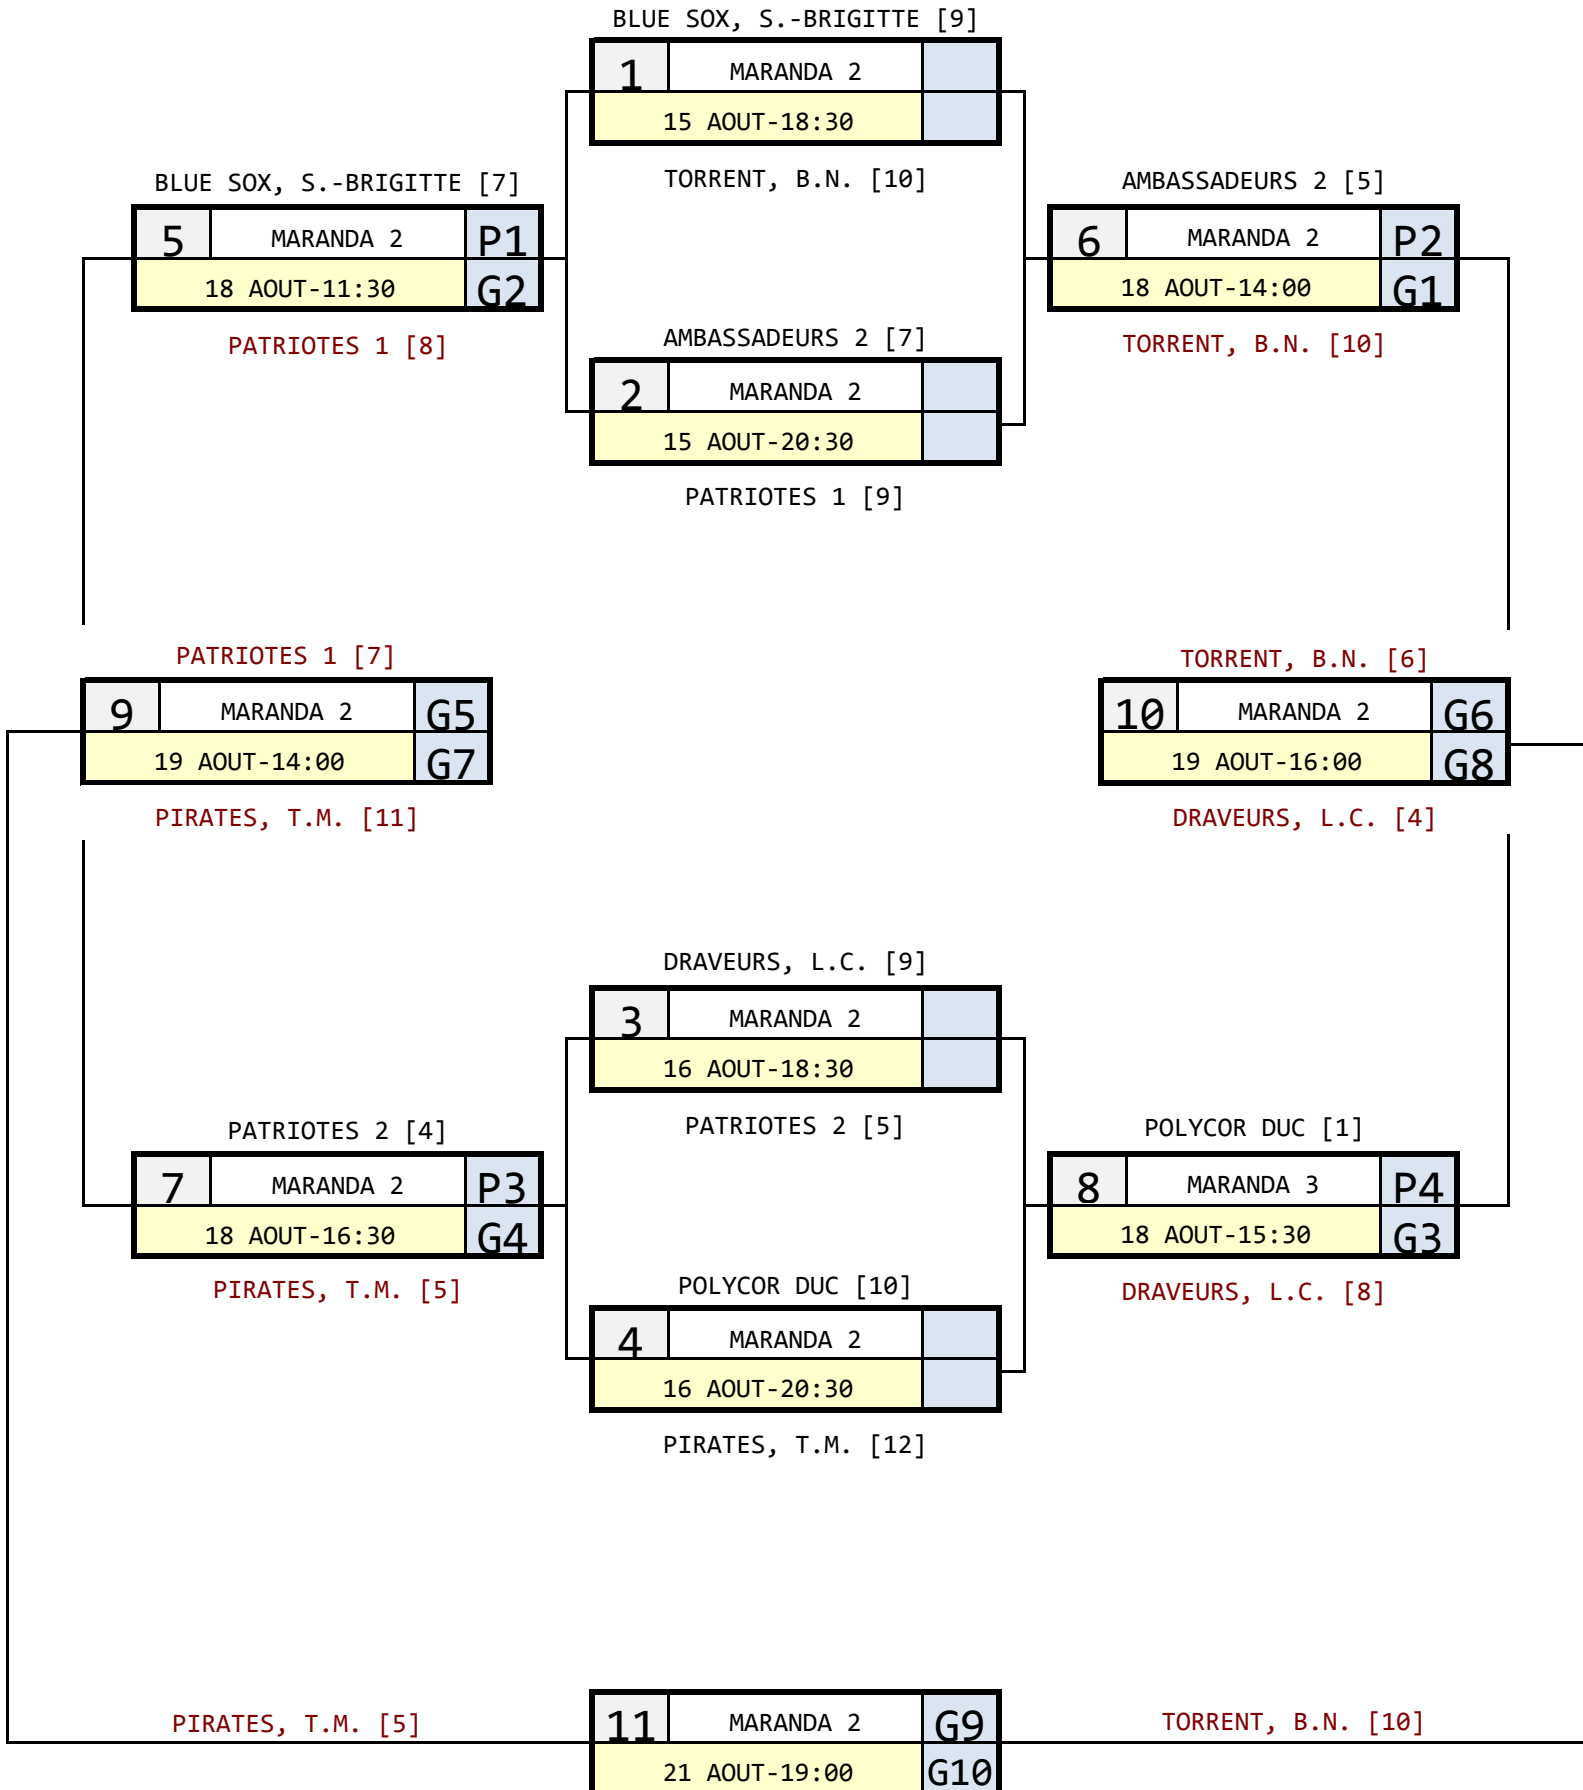 BLUE SOX, S.-BRIGITTE [9]
1 MARANDA 2
15 AOUT-18:30
TORRENT, B.N. [10]
BLUE SOX, S.-BRIGITTE [7]
5 MARANDA 2 P1
18 AOUT-11:30 G2
PATRIOTES 1 [8]
AMBASSADEURS 2 [5]
6 MARANDA 2 P2
18 AOUT-14:00 G1
TORRENT, B.N. [10]
AMBASSADEURS 2 [7]
2 MARANDA 2
15 AOUT-20:30
PATRIOTES 1 [9]
PATRIOTES 1 [7]
9 MARANDA 2 G5
19 AOUT-14:00 G7
PIRATES, T.M. [11]
TORRENT, B.N. [6]
10 MARANDA 2 G6
19 AOUT-16:00 G8
DRAVEURS, L.C. [4]
DRAVEURS, L.C. [9]
3 MARANDA 2
16 AOUT-18:30
PATRIOTES 2 [5]
PATRIOTES 2 [4]
7 MARANDA 2 P3
18 AOUT-16:30 G4
PIRATES, T.M. [5]
POLYCOR DUC [1]
8 MARANDA 3 P4
18 AOUT-15:30 G3
DRAVEURS, L.C. [8]
POLYCOR DUC [10]
4 MARANDA 2
16 AOUT-20:30
PIRATES, T.M. [12]
PIRATES, T.M. [5]
11 MARANDA 2 G9
21 AOUT-19:00 G10
TORRENT, B.N. [10]